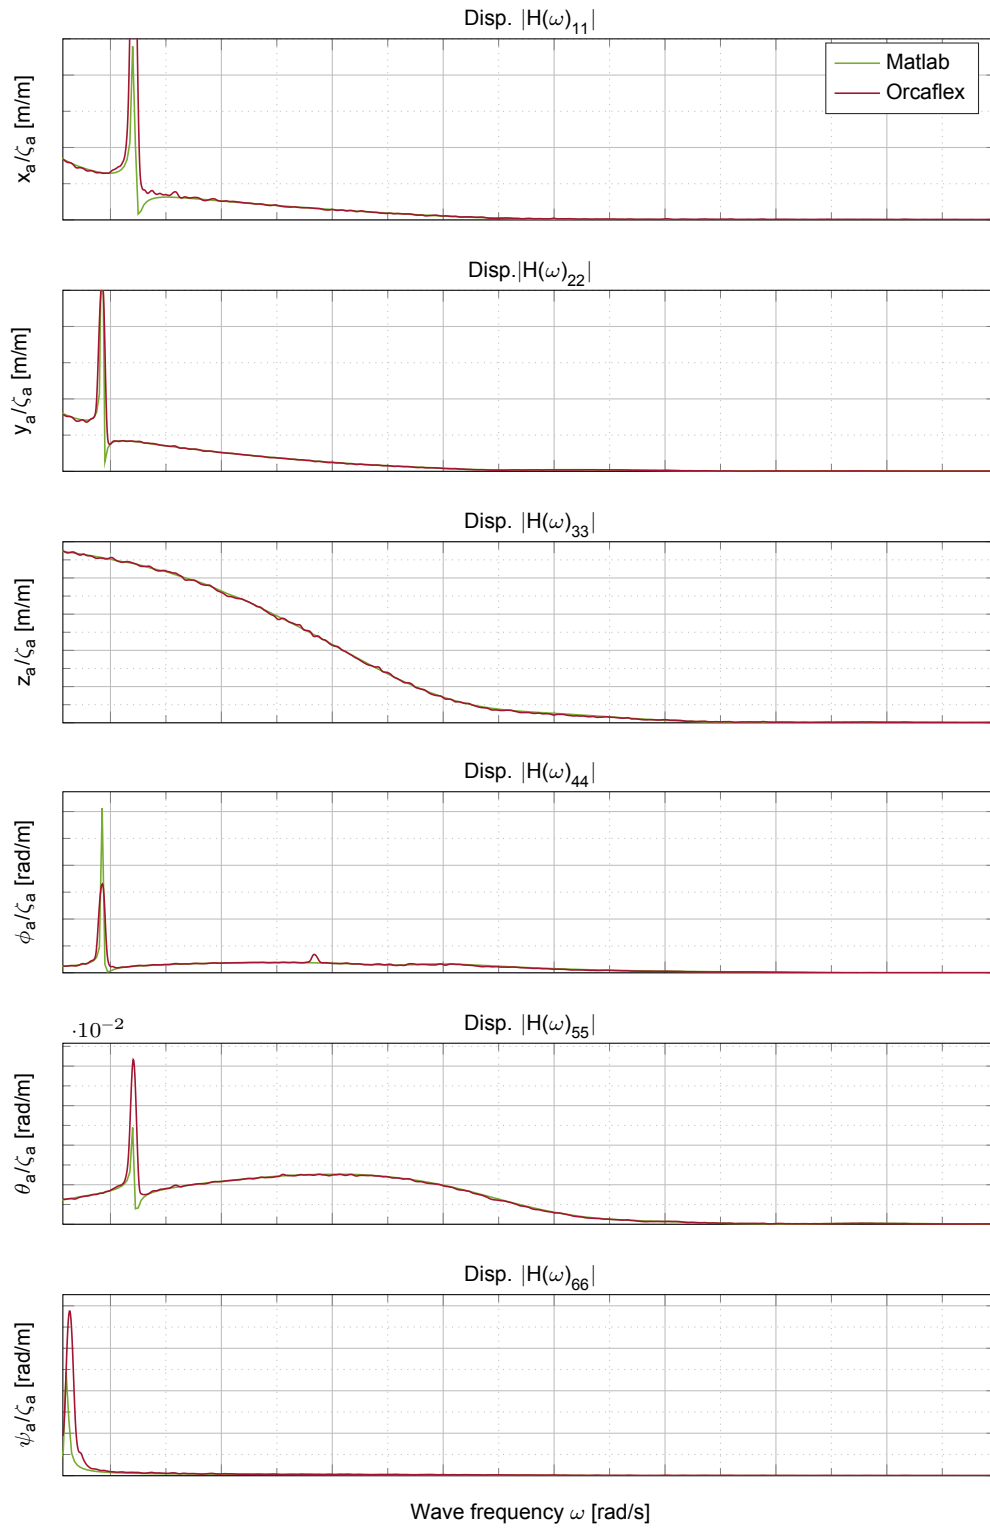 Disp. |H(ω)₁₁|
xₐ/ζₐ [m/m]
Matlab
Orcaflex
Disp.|H(ω)₂₂|
yₐ/ζₐ [m/m]
Disp. |H(ω)₃₃|
zₐ/ζₐ [m/m]
Disp. |H(ω)₄₄|
ϕₐ/ζₐ [rad/m]
·10⁻²
Disp. |H(ω)₅₅|
θₐ/ζₐ [rad/m]
Disp. |H(ω)₆₆|
ψₐ/ζₐ [rad/m]
Wave frequency ω [rad/s]